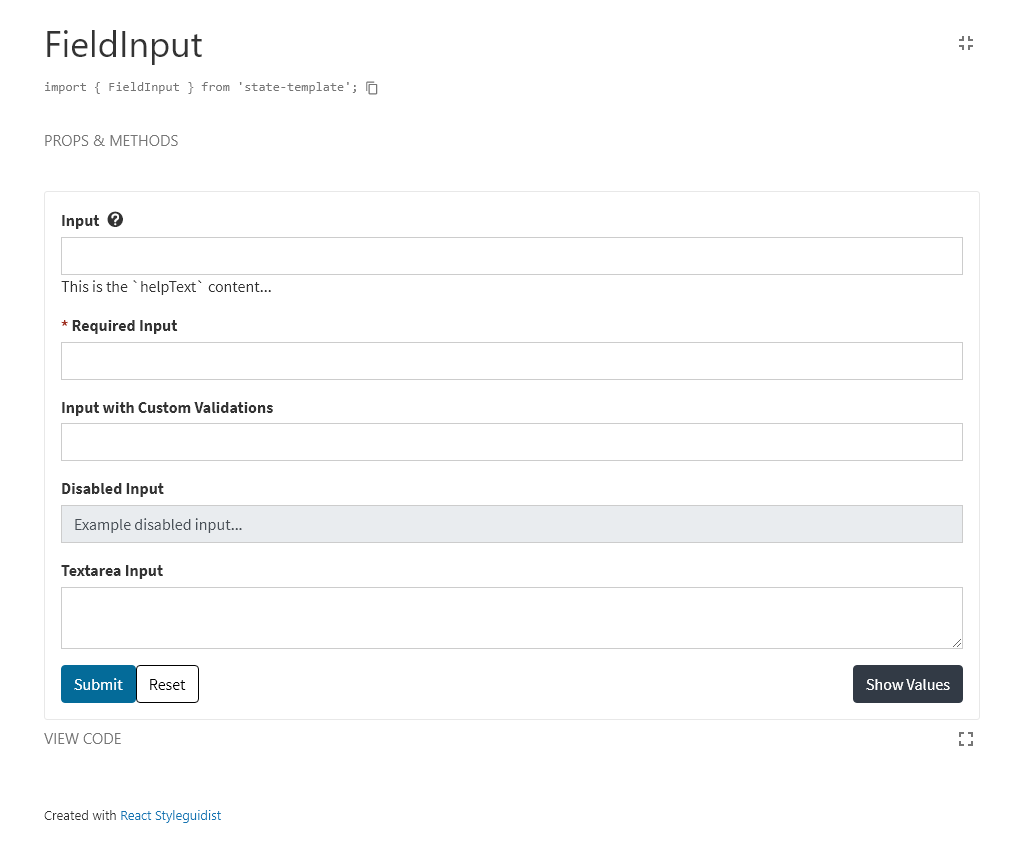 FieldInput
import { FieldInput } from 'state-template';
PROPS & METHODS
Input ?
This is the `helpText` content...
* Required Input
Input with Custom Validations
Disabled Input
Example disabled input...
Textarea Input
Submit Reset Show Values
VIEW CODE
Created with React Styleguidist